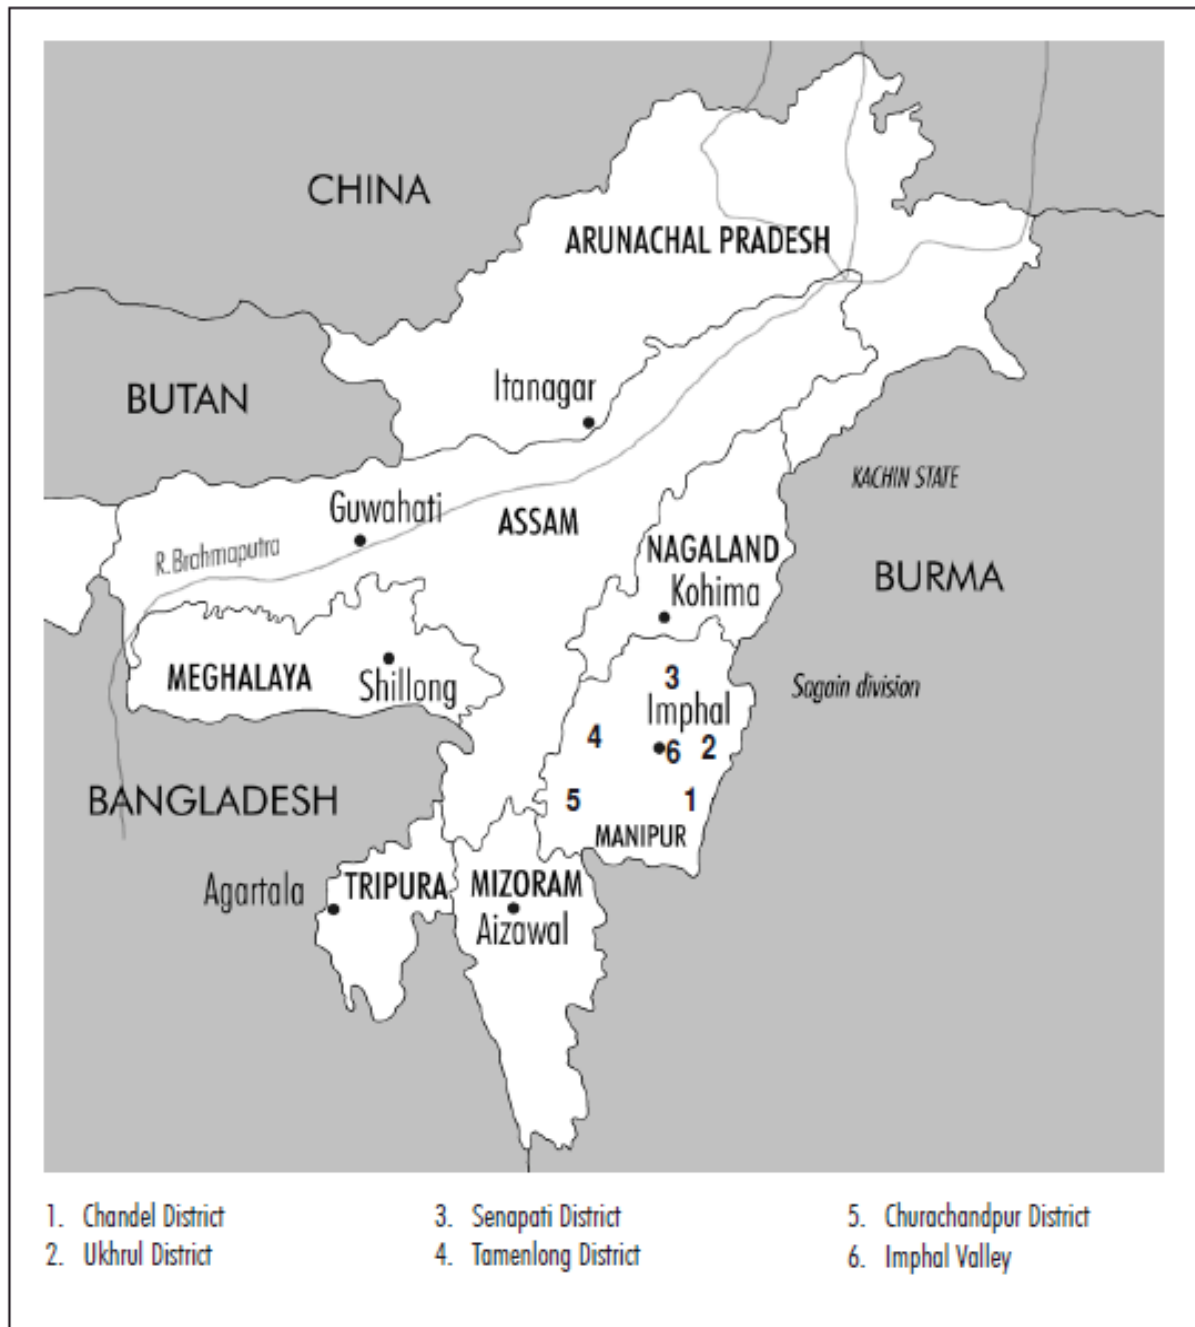 CHINA
ARUNACHAL PRADESH
Itanagar
BUTAN
KACHIN STATE
Guwahati
ASSAM
R. Brahmaputra
NAGALAND
Kohima
BURMA
MEGHALAYA
Shillong
3
Sagain division
Imphal
4
6
2
BANGLADESH
5
1
MANIPUR
Agartala
TRIPURA
MIZORAM
Aizawal
1. Chandel District
2. Ukhrul District
3. Senapati District
4. Tamenlong District
5. Churachandpur District
6. Imphal Valley